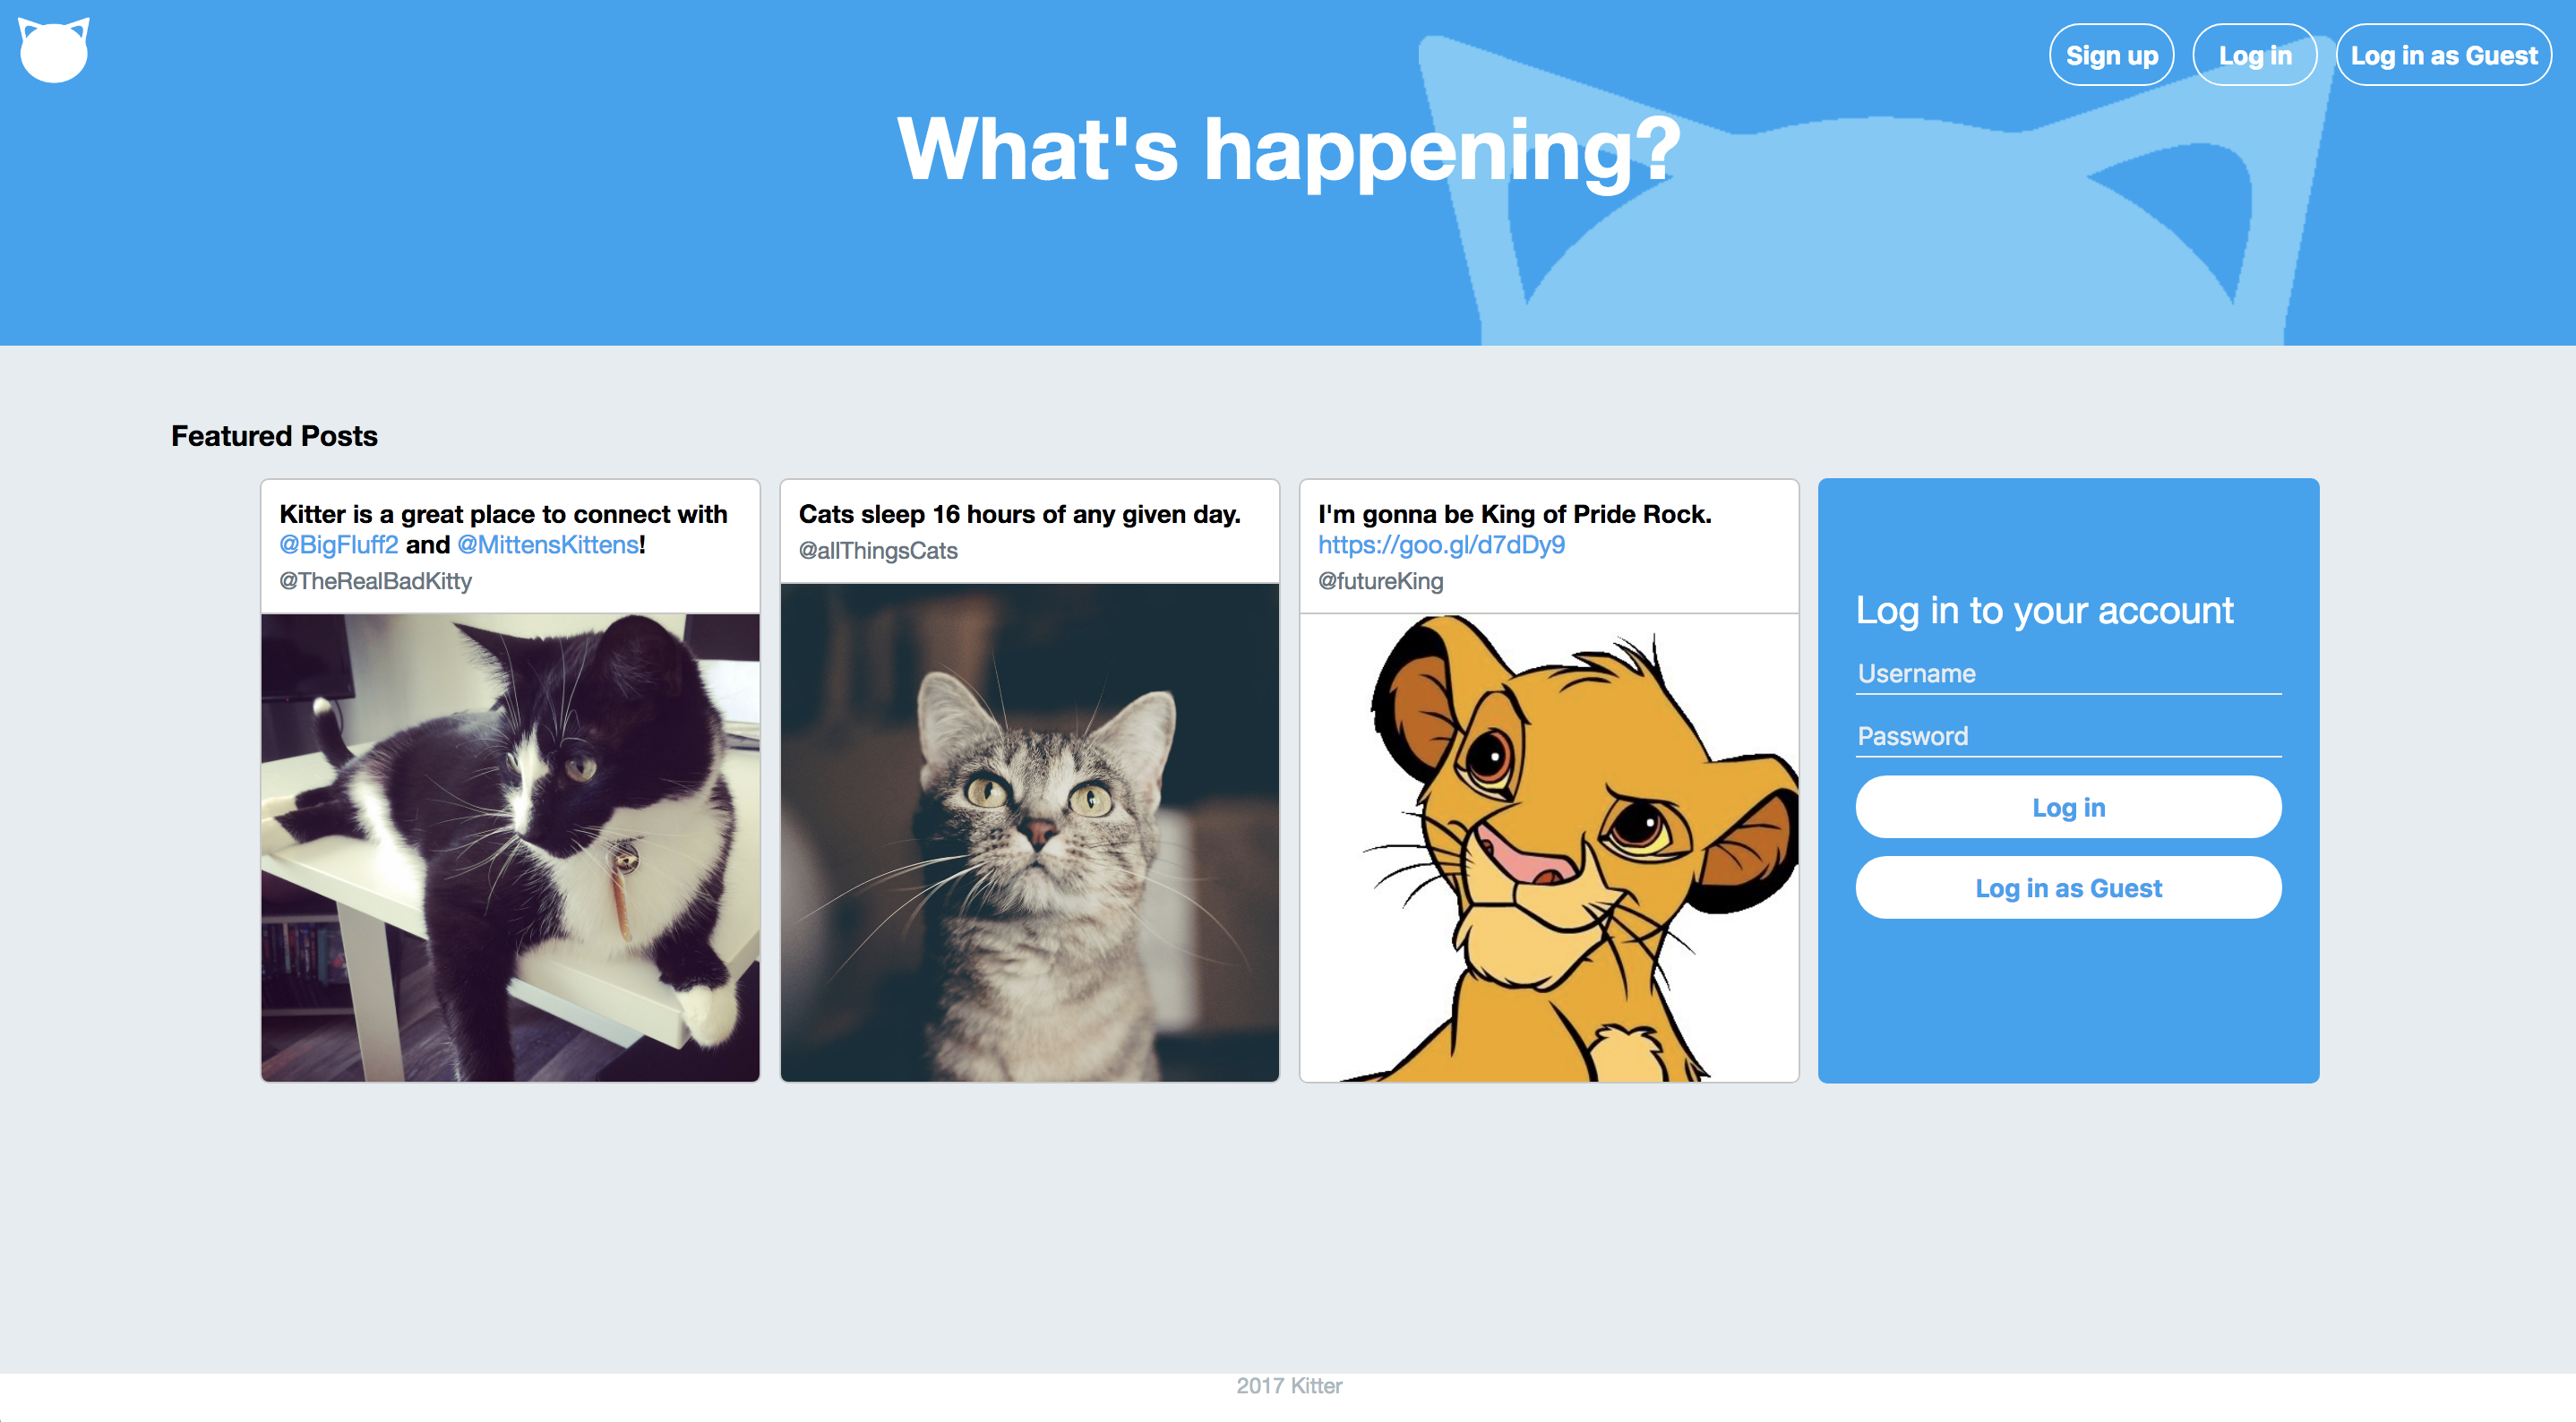 Sign up
Log in
Log in as Guest
What's happening?
Featured Posts
Kitter is a great place to connect with
@BigFluff2 and @MittensKittens!
@TheRealBadKitty
Cats sleep 16 hours of any given day.
@allThingsCats
I'm gonna be King of Pride Rock.
https://goo.gl/d7dDy9
@futureKing
Log in to your account
Username
Password
Log in
Log in as Guest
2017 Kitter